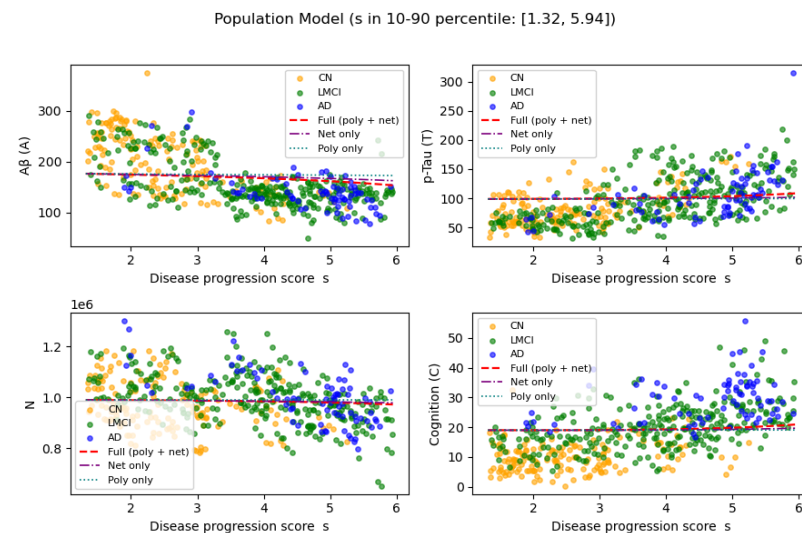 Population Model (s in 10-90 percentile: [1.32, 5.94])
Aβ (A)
300
200
100
2
3
4
5
6
Disease progression score s
CN
LMCI
AD
Full (poly + net)
Net only
Poly only
p-Tau (T)
300
250
200
150
100
50
2
3
4
5
6
Disease progression score s
CN
LMCI
AD
Full (poly + net)
Net only
Poly only
1e6
N
1.2
1.0
0.8
2
3
4
5
6
Disease progression score s
CN
LMCI
AD
Full (poly + net)
Net only
Poly only
Cognition (C)
50
40
30
20
10
0
2
3
4
5
6
Disease progression score s
CN
LMCI
AD
Full (poly + net)
Net only
Poly only